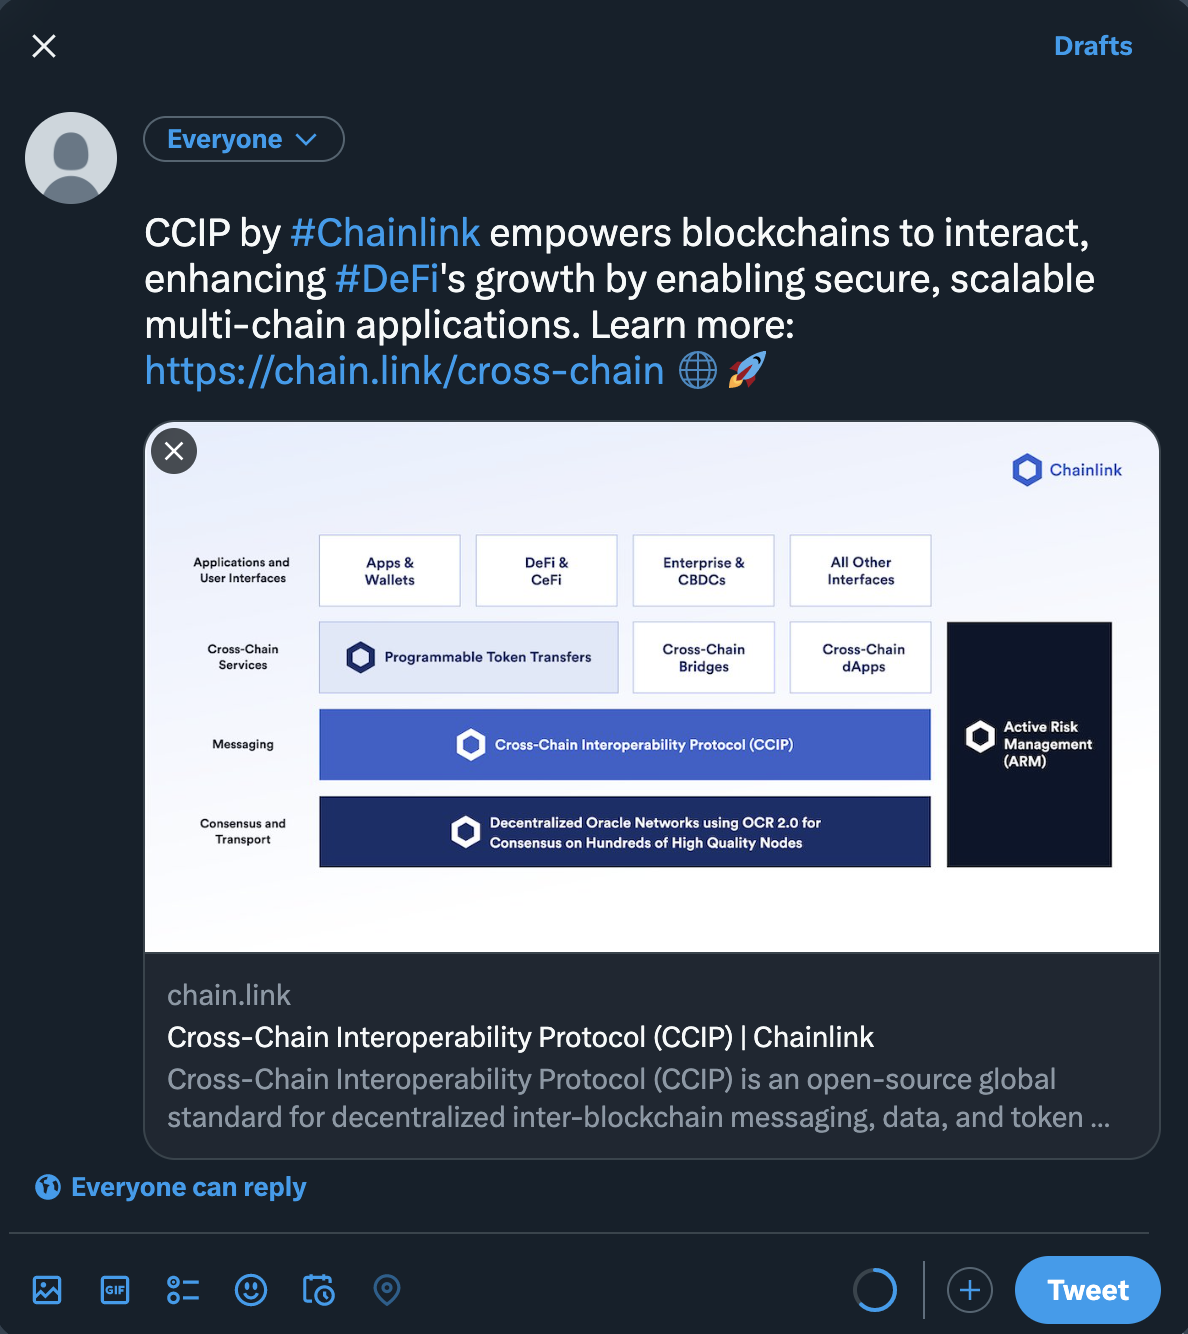 Drafts
Everyone
CCIP by #Chainlink empowers blockchains to interact,
enhancing #DeFi's growth by enabling secure, scalable
multi-chain applications. Learn more:
https://chain.link/cross-chain 🌐 🚀
Chainlink
Applications and
User Interfaces
Apps &
Wallets
DeFi &
CeFi
Enterprise &
CBDCs
All Other
Interfaces
Cross-Chain
Services
Programmable Token Transfers
Cross-Chain
Bridges
Cross-Chain
dApps
Messaging
Cross-Chain Interoperability Protocol (CCIP)
Active Risk
Management
(ARM)
Consensus and
Transport
Decentralized Oracle Networks using OCR 2.0 for
Consensus on Hundreds of High Quality Nodes
chain.link
Cross-Chain Interoperability Protocol (CCIP) | Chainlink
Cross-Chain Interoperability Protocol (CCIP) is an open-source global
standard for decentralized inter-blockchain messaging, data, and token ...
Everyone can reply
GIF
Tweet